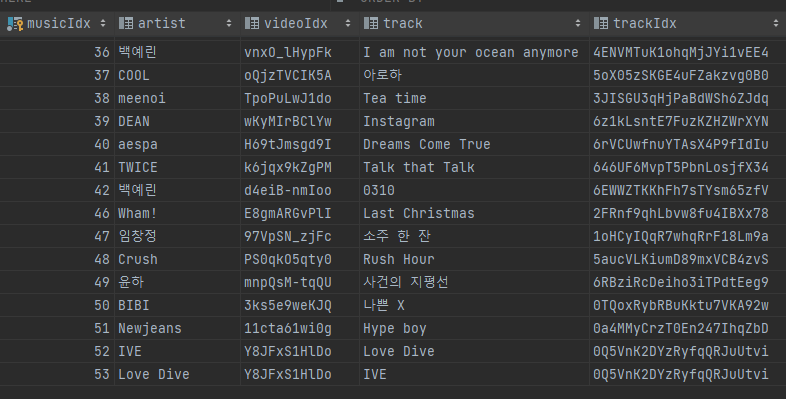 musicIdx artist videoIdx track trackIdx
36 백예린 vnxO_lHypFk I am not your ocean anymore 4ENVMTuK1ohqMjJYi1vEE4
37 COOL oQjzTVCIK5A 아로하 5oX05zSKGE4uFZakzvg0B0
38 meenoi TpoPuLwJ1do Tea time 3JISGU3qHjPaBdWSh6ZJdq
39 DEAN wKyMIrBClYw Instagram 6z1kLsntE7FuzKZHZWrXYN
40 aespa H69tJmsgd9I Dreams Come True 6rVCUwfnuYTAsX4P9fIdIu
41 TWICE k6jqx9kZgPM Talk that Talk 646UF6MvpT5PbnLosjfX34
42 백예린 d4eiB-nmIoo 0310 6EWWZTKKhFh7sTYsm65zfV
46 Wham! E8gmARGvPlI Last Christmas 2FRnf9qhLbvw8fu4IBXx78
47 임창정 97VpSN_zjFc 소주 한 잔 1oHCyIQqR7whqRrF18Lm9a
48 Crush PS0qkO5qty0 Rush Hour 5aucVLKiumD89mxVCB4zvS
49 윤하 mnpQsM-tqQU 사건의 지평선 6RBziRcDeiho3iTPdtEeg9
50 BIBI 3ks5e9weKJQ 나쁜 X 0TQoxRybRBuKktu7VKA92w
51 Newjeans 11cta61wi0g Hype boy 0a4MMyCrzT0En247IhqZbD
52 IVE Y8JFxS1HlDo Love Dive 0Q5VnK2DYzRyfqQRJuUtvi
53 Love Dive Y8JFxS1HlDo IVE 0Q5VnK2DYzRyfqQRJuUtvi